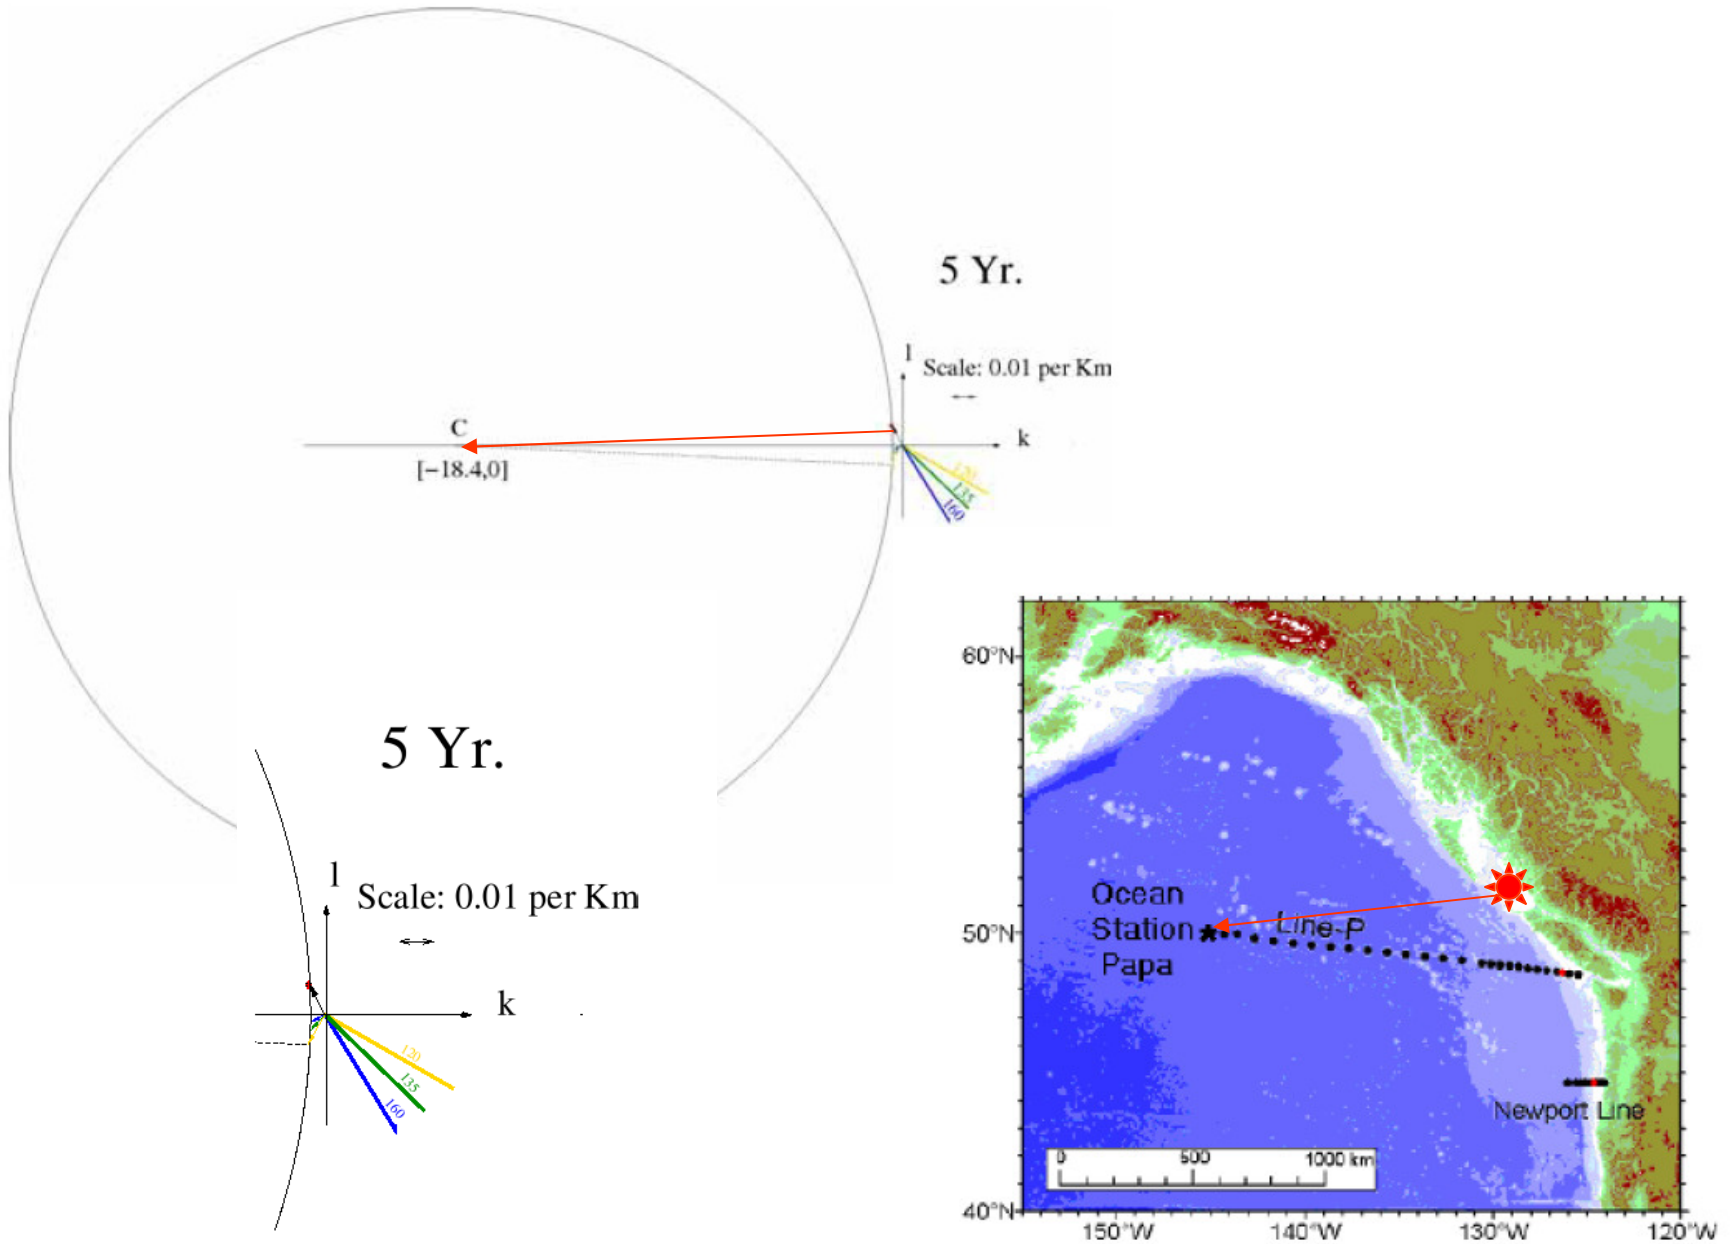 5 Yr.
l
Scale: 0.01 per Km
C
k
[−18.4,0]
120
135
160
5 Yr.
l
Scale: 0.01 per Km
k
120
135
160
60°N
50°N
40°N
Ocean
Station
Papa
Line-P
Newport Line
0 500 1000 km
150°W 140°W 130°W 120°W